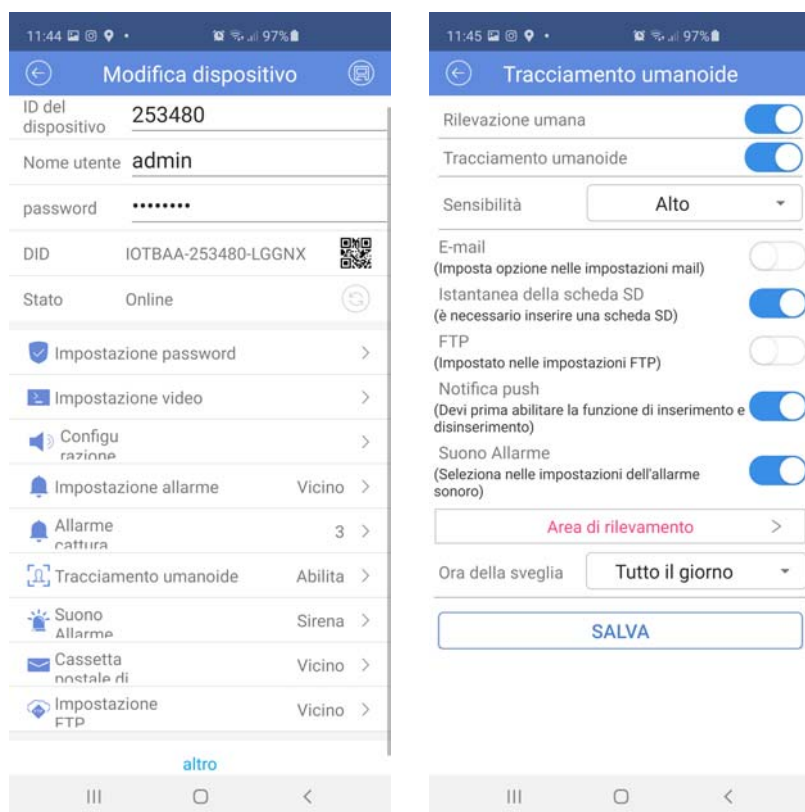 11:44 97%
Modifica dispositivo
ID del
dispositivo
253480
Nome utente admin
password ••••••••
DID IOTBAA-253480-LGGNX
Stato Online
Impostazione password
Impostazione video
Configu
razione
Impostazione allarme Vicino
Allarme
cattura
3
Tracciamento umanoide Abilita
Suono
Allarme
Sirena
Cassetta
postale di
Vicino
Impostazione
FTP
Vicino
altro
11:45 97%
Tracciamento umanoide
Rilevazione umana
Tracciamento umanoide
Sensibilità Alto
E-mail
(Imposta opzione nelle impostazioni mail)
Istantanea della scheda SD
(è necessario inserire una scheda SD)
FTP
(Impostato nelle impostazioni FTP)
Notifica push
(Devi prima abilitare la funzione di inserimento e
disinserimento)
Suono Allarme
(Seleziona nelle impostazioni dell'allarme
sonoro)
Area di rilevamento
Ora della sveglia Tutto il giorno
SALVA